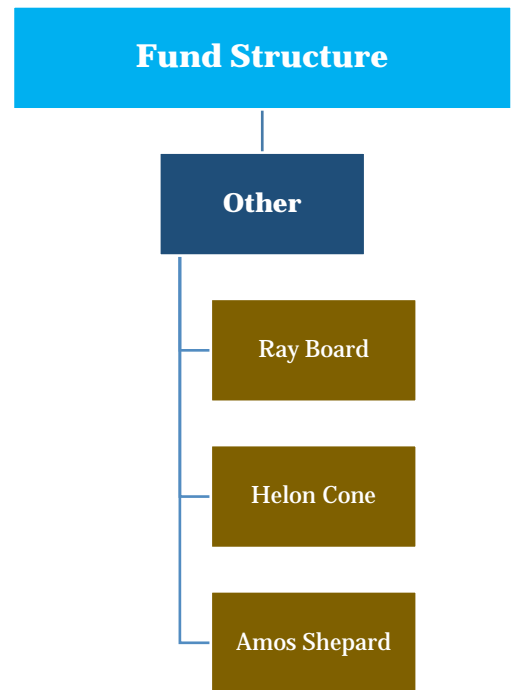 Fund Structure
Other
Ray Board
Helon Cone
Amos Shepard